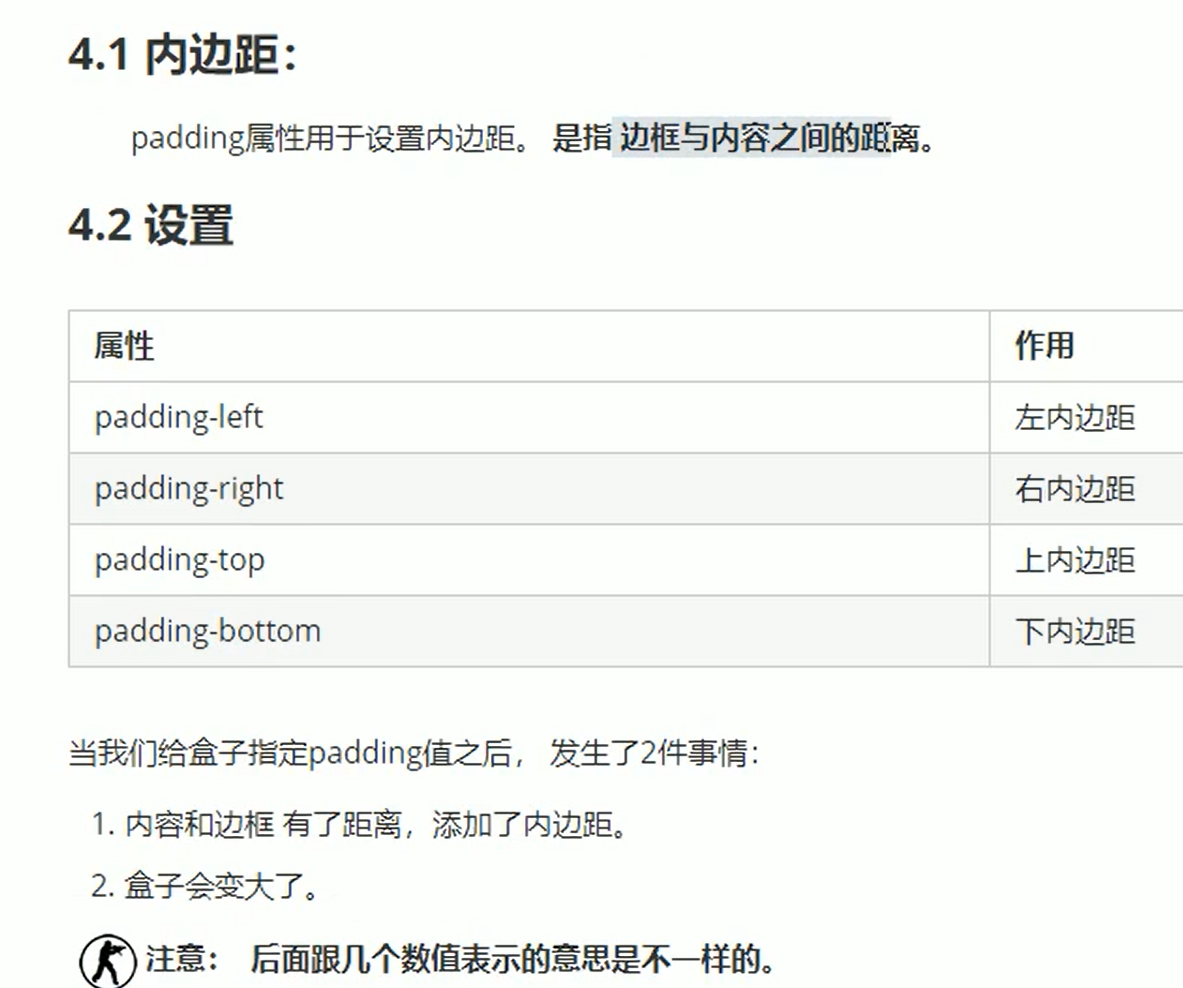 4.1 内边距：
padding属性用于设置内边距。 是指 边框与内容之间的距离。
4.2 设置
属性 作用
padding-left 左内边距
padding-right 右内边距
padding-top 上内边距
padding-bottom 下内边距
当我们给盒子指定padding值之后， 发生了2件事情：
1. 内容和边框 有了距离，添加了内边距。
2. 盒子会变大了。
注意： 后面跟几个数值表示的意思是不一样的。